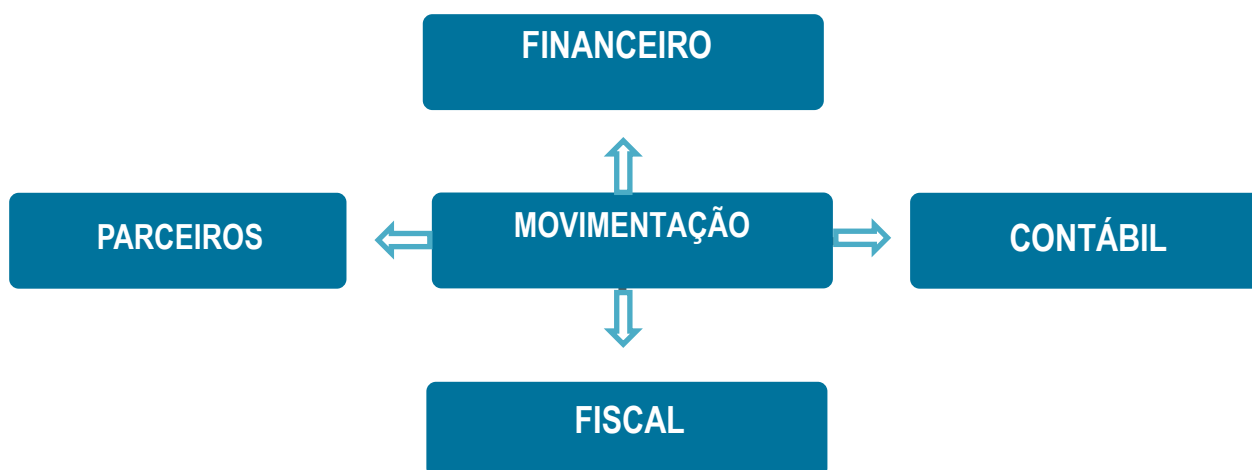 FINANCEIRO
PARCEIROS
MOVIMENTAÇÃO
CONTÁBIL
FISCAL